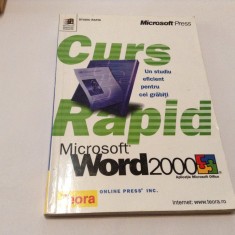 Microsoft Press
Curs
Un studiu
eficient
pentru
cei grăbiți
Rapid
Microsoft
Word 2000
Teora
ONLINE PRESS INC.
Internet: www.teora.ro